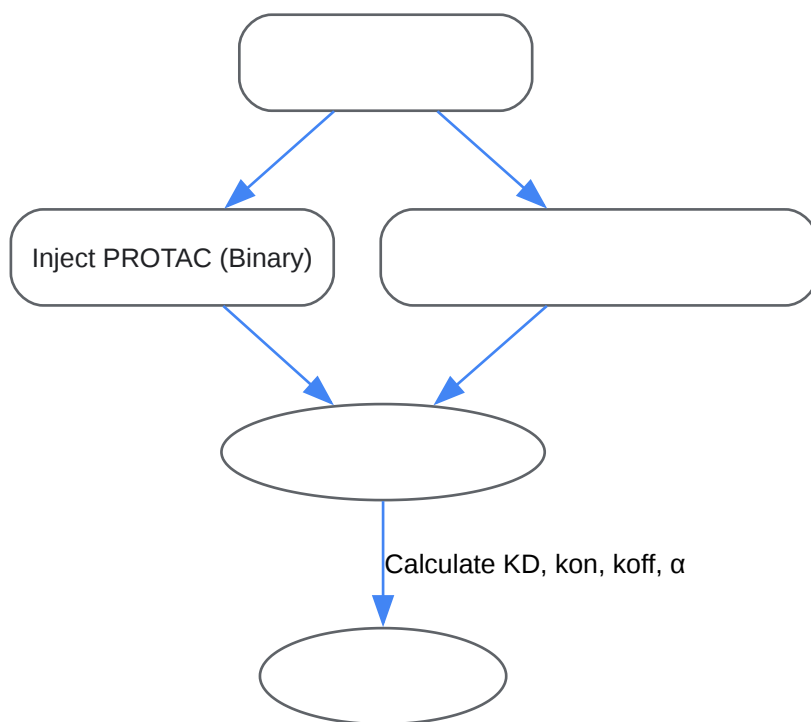 Inject PROTAC (Binary)
Calculate KD, kon, koff, α